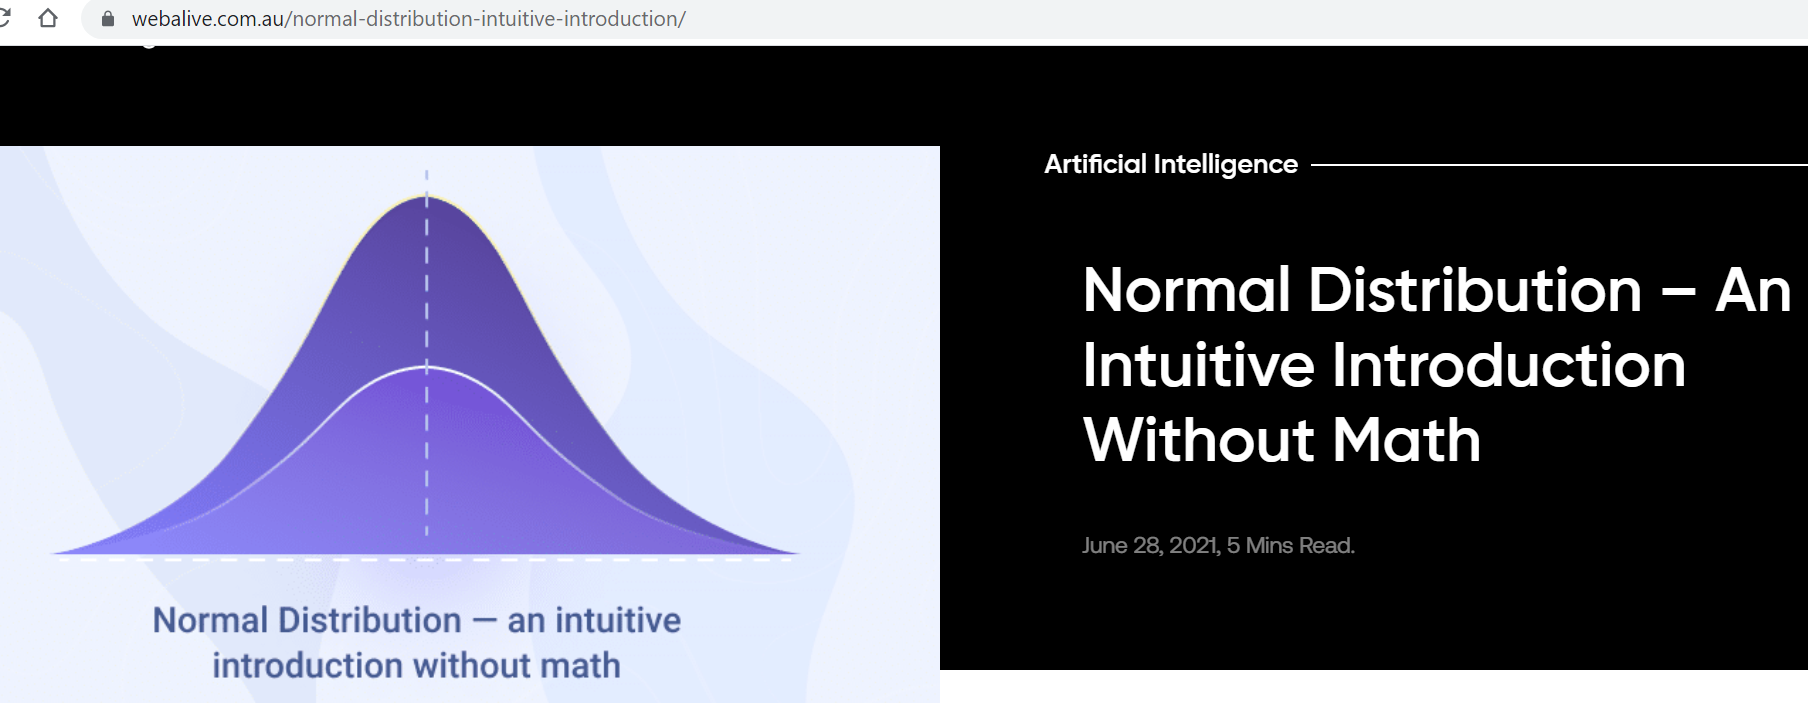 webalive.com.au/normal-distribution-intuitive-introduction/
Artificial Intelligence
Normal Distribution – An
Intuitive Introduction
Without Math
June 28, 2021, 5 Mins Read.
Normal Distribution — an intuitive
introduction without math